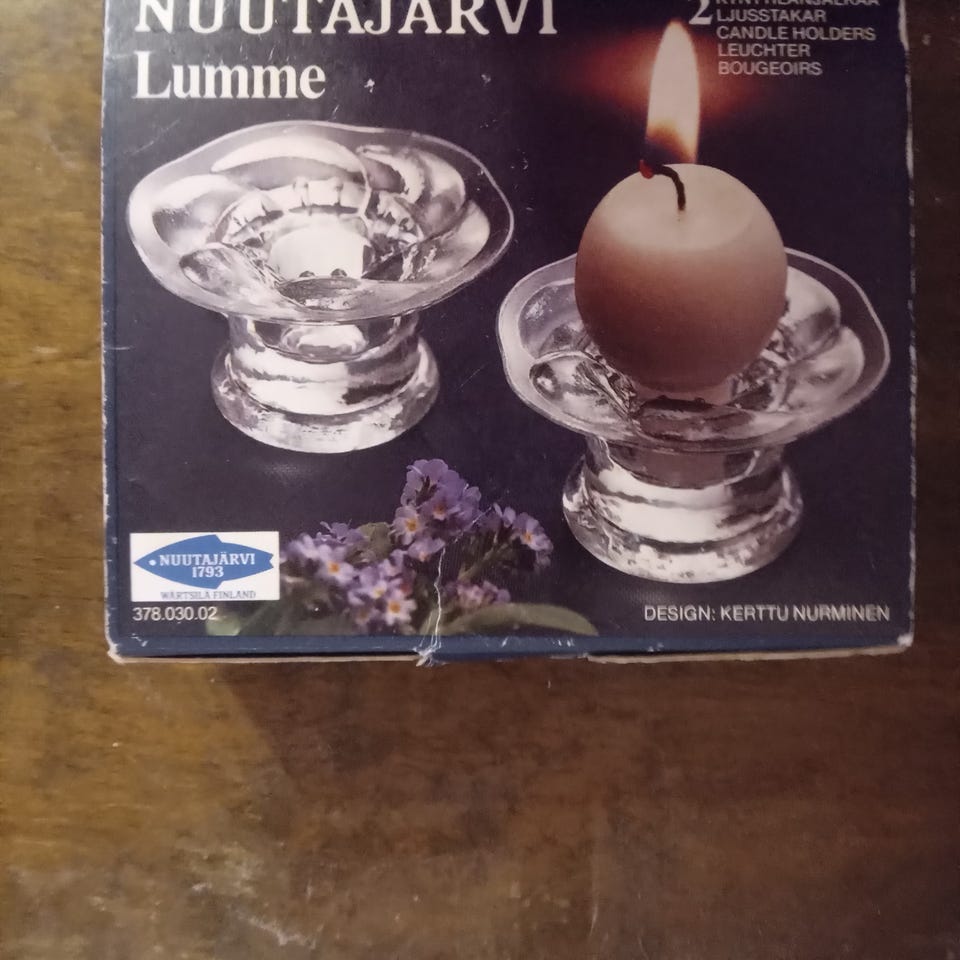 NUUTAJÄRVI
Lumme
2
LJUSSTAKAR
CANDLE HOLDERS
LEUCHTER
BOUGEOIRS
NUUTAJÄRVI
1793
WÄRTSILÄ FINLAND
378.030.02
DESIGN: KERTTU NURMINEN